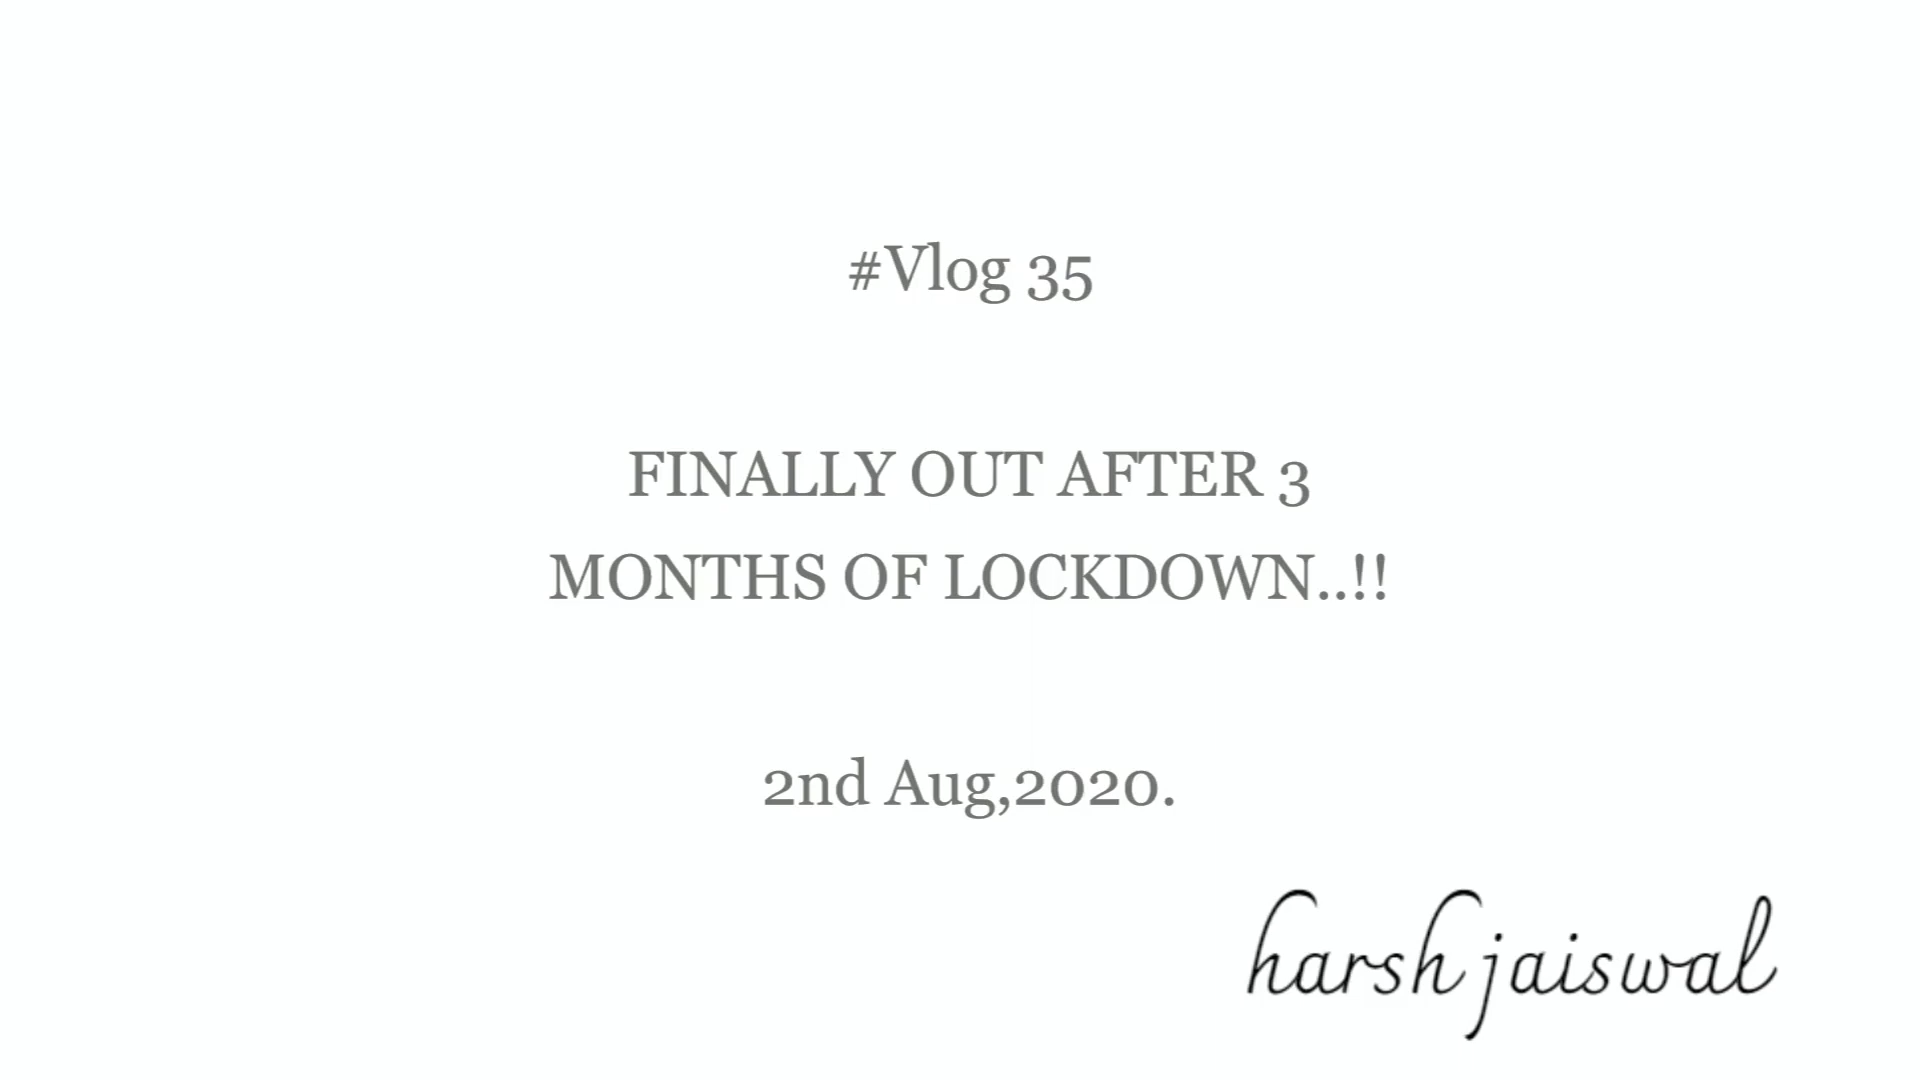 #Vlog 35
FINALLY OUT AFTER 3
MONTHS OF LOCKDOWN..!!
2nd Aug,2020.
harsh jaiswal